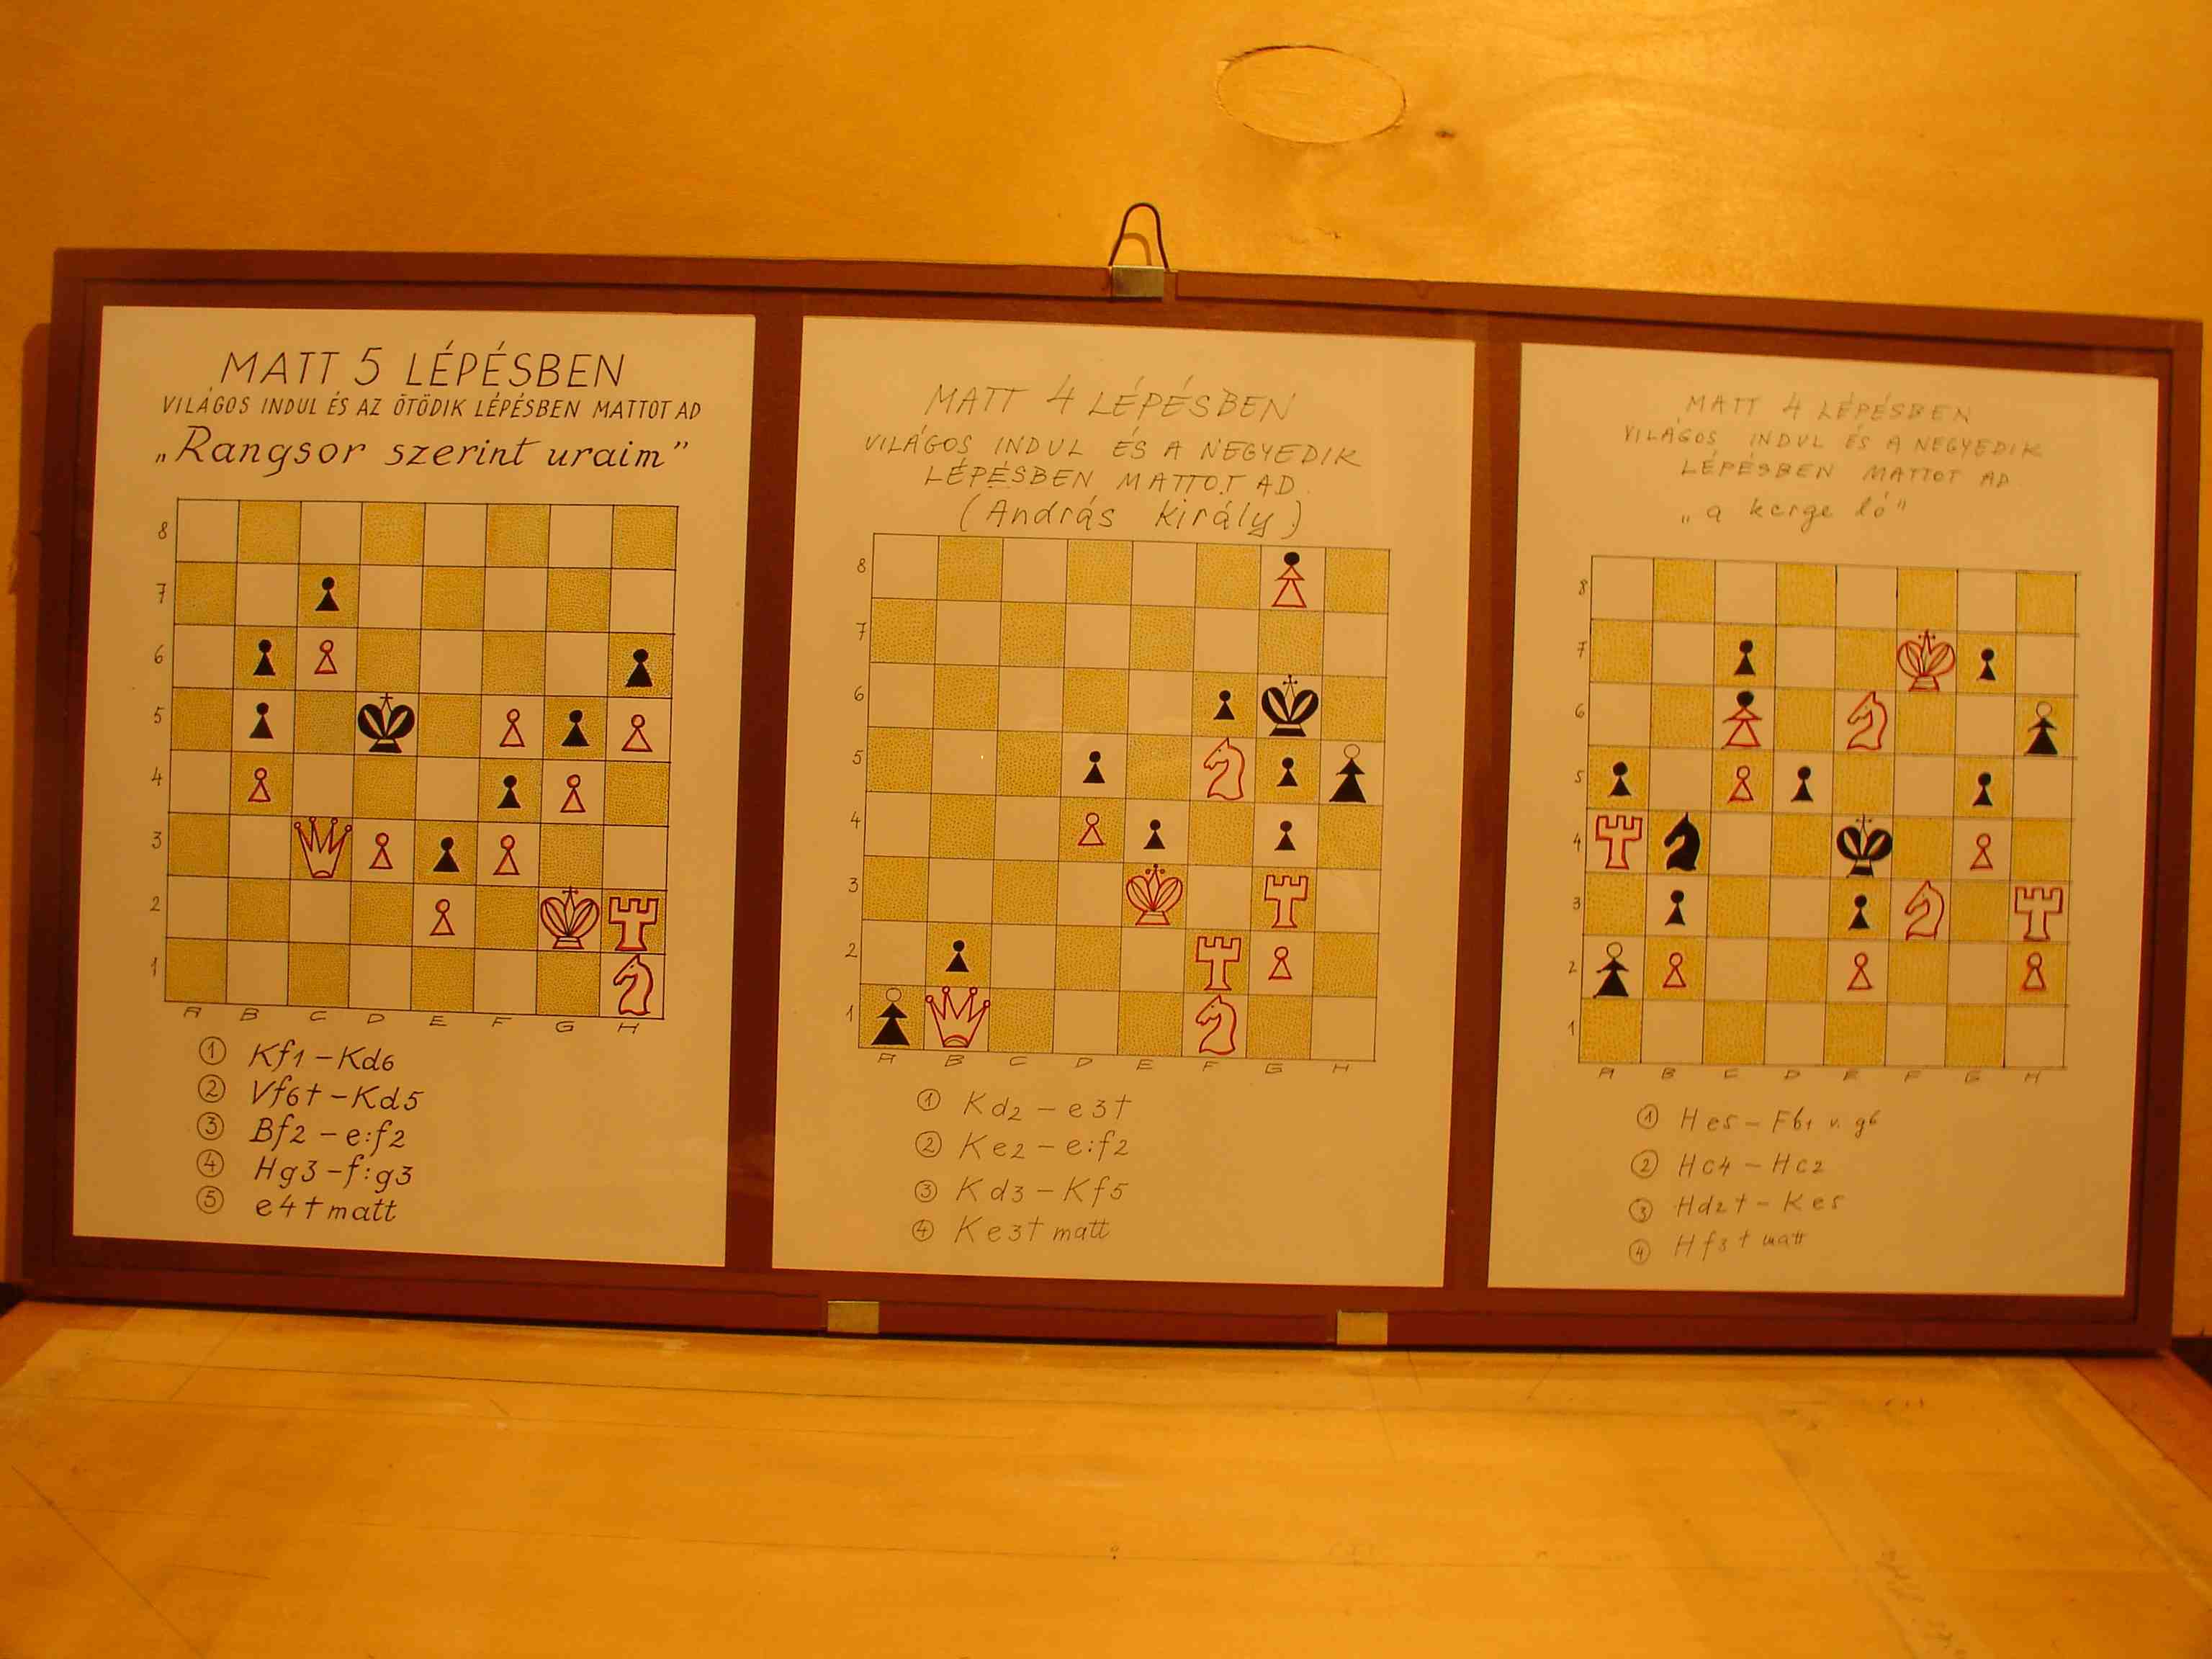 MATT 5 LÉPÉSBEN
VILÁGOS INDUL ÉS AZ ÖTÖDIK LÉPÉSBEN MATTOT AD
„Rangsor szerint uraim”
8
7
6
5
4
3
2
1
A B C D E F G H
① Kf1 – Kd6
② Vf6† – Kd5
③ Bf2 – e:f2
④ Hg3 – f:g3
⑤ e4† matt
MATT 4 LÉPÉSBEN
VILÁGOS INDUL ÉS A NEGYEDIK
LÉPÉSBEN MATTOT AD.
(András király)
8
7
6
5
4
3
2
1
A B C D E F G H
① Kd2 – e3†
② Ke2 – e:f2
③ Kd3 – Kf5
④ Ke3† matt
MATT 4 LÉPÉSBEN
VILÁGOS INDUL ÉS A NEGYEDIK
LÉPÉSBEN MATTOT AD
„a kerge ló”
8
7
6
5
4
3
2
1
A B C D E F G H
① He5 – Fb1 v. g6
② Hc4 – Hc2
③ Hd2† – Ke5
④ Hf3† matt